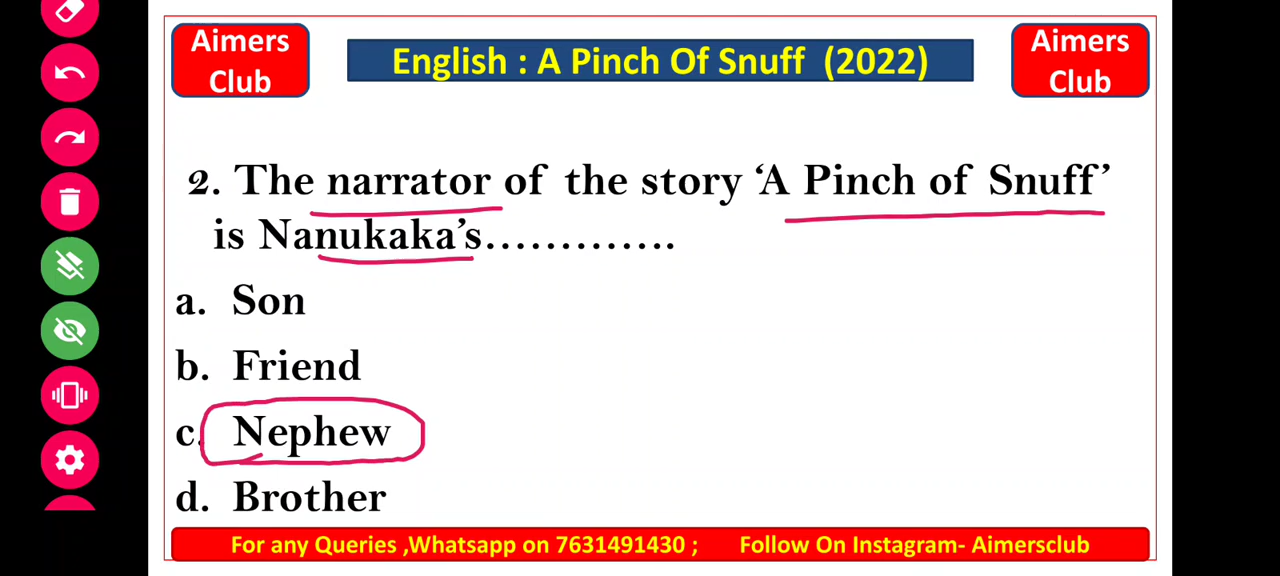 Aimers
Club
English : A Pinch Of Snuff (2022)
Aimers
Club
2. The narrator of the story ‘A Pinch of Snuff’
is Nanukaka’s.............
a. Son
b. Friend
c. Nephew
d. Brother
For any Queries ,Whatsapp on 7631491430 ; Follow On Instagram- Aimersclub